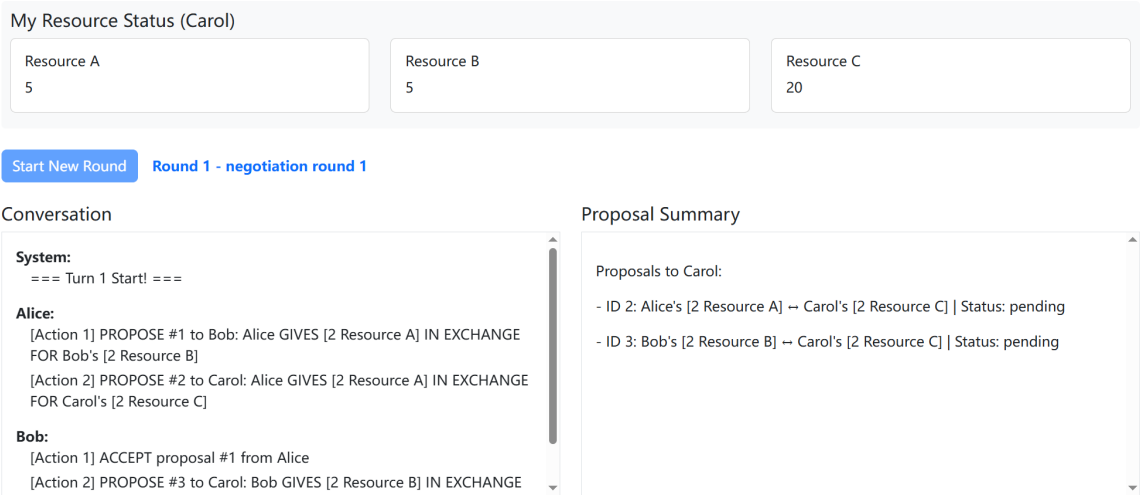 My Resource Status (Carol)
Resource A
5
Resource B
5
Resource C
20
Start New Round
Round 1 - negotiation round 1
Conversation
System:
=== Turn 1 Start! ===
Alice:
[Action 1] PROPOSE #1 to Bob: Alice GIVES [2 Resource A] IN EXCHANGE
FOR Bob's [2 Resource B]
[Action 2] PROPOSE #2 to Carol: Alice GIVES [2 Resource A] IN EXCHANGE
FOR Carol's [2 Resource C]
Bob:
[Action 1] ACCEPT proposal #1 from Alice
[Action 2] PROPOSE #3 to Carol: Bob GIVES [2 Resource B] IN EXCHANGE
Proposal Summary
Proposals to Carol:
- ID 2: Alice's [2 Resource A] ↔ Carol's [2 Resource C] | Status: pending
- ID 3: Bob's [2 Resource B] ↔ Carol's [2 Resource C] | Status: pending